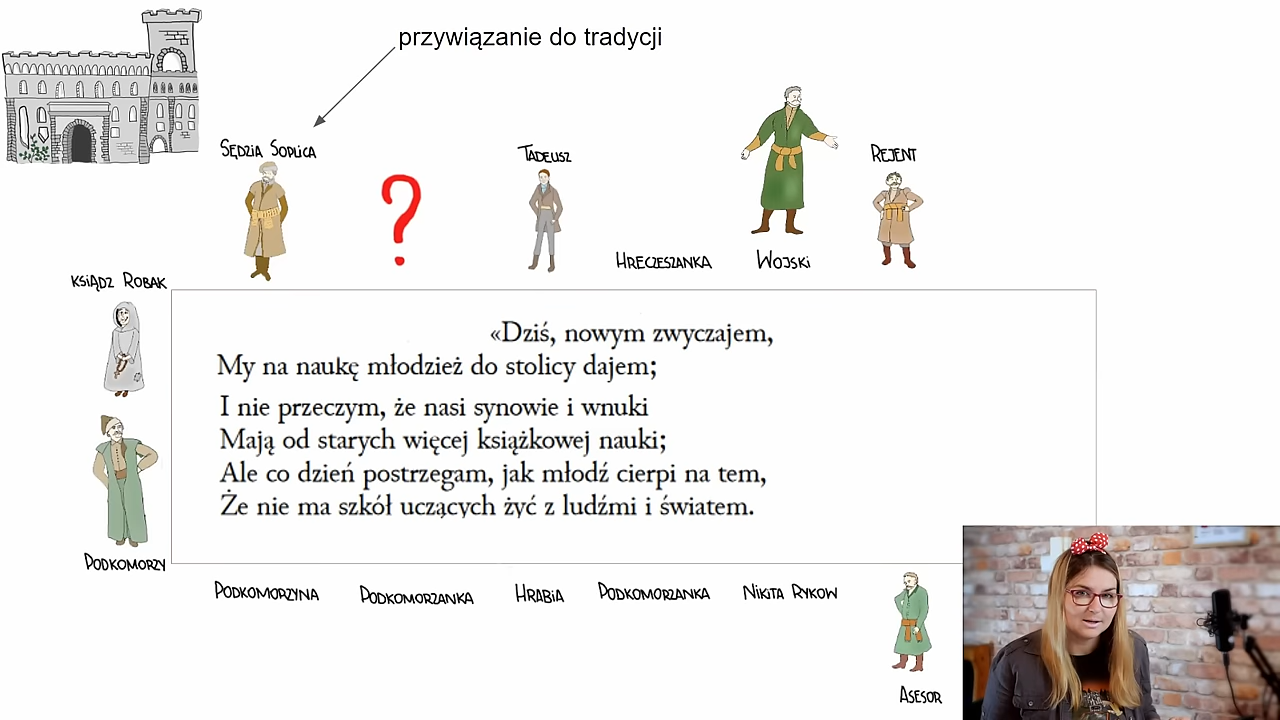 przywiązanie do tradycji
Sędzia Soplica
Tadeusz
Rejent
Hreczeszanka
Wojski
Ksiądz Robak
«Dziś, nowym zwyczajem,
My na naukę młodzież do stolicy dajem;
I nie przeczym, że nasi synowie i wnuki
Mają od starych więcej książkowej nauki;
Ale co dzień postrzegam, jak młodź cierpi na tem,
Że nie ma szkół uczących żyć z ludźmi i światem.
Podkomorzy
Podkomorzyna
Podkomorzanka
Hrabia
Podkomorzanka
Nikita Rykow
Asesor
?